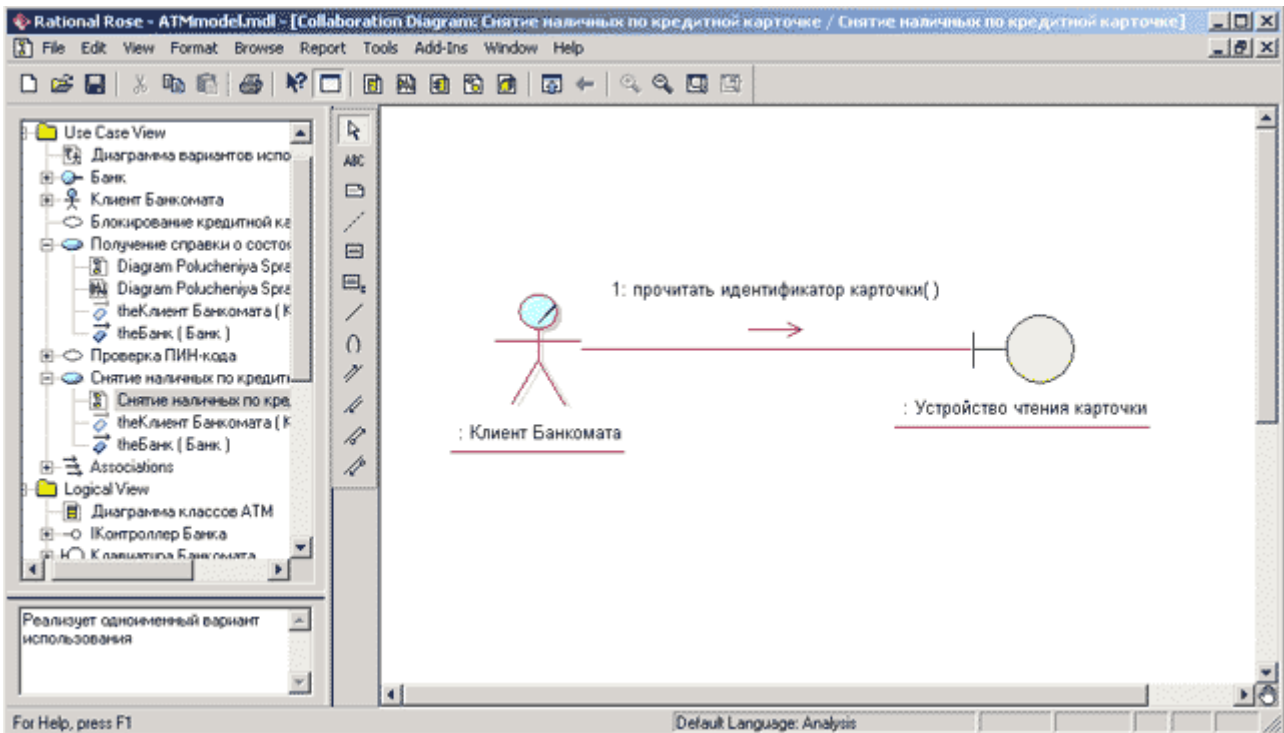 Rational Rose - ATMmodel.mdl - [Collaboration Diagram: Снятие наличных по кредитной карточке / Снятие наличных по кредитной карточке]
File Edit View Format Browse Report Tools Add-Ins Window Help
Use Case View
Диаграмма вариантов испо
Банк
Клиент Банкомата
Блокирование кредитной ка
Получение справки о состоя
Diagram Polucheniya Spra
Diagram Polucheniya Spra
theКлиент Банкомата ( К
theБанк ( Банк )
Проверка ПИН-кода
Снятие наличных по кредитн
Снятие наличных по кре
theКлиент Банкомата ( К
theБанк ( Банк )
Associations
Logical View
Диаграмма классов ATM
IКонтроллер Банка
Клавиатура Банкомата
ABC
1: прочитать идентификатор карточки( )
: Клиент Банкомата
: Устройство чтения карточки
Реализует одноименный вариант
использования
For Help, press F1
Default Language: Analysis